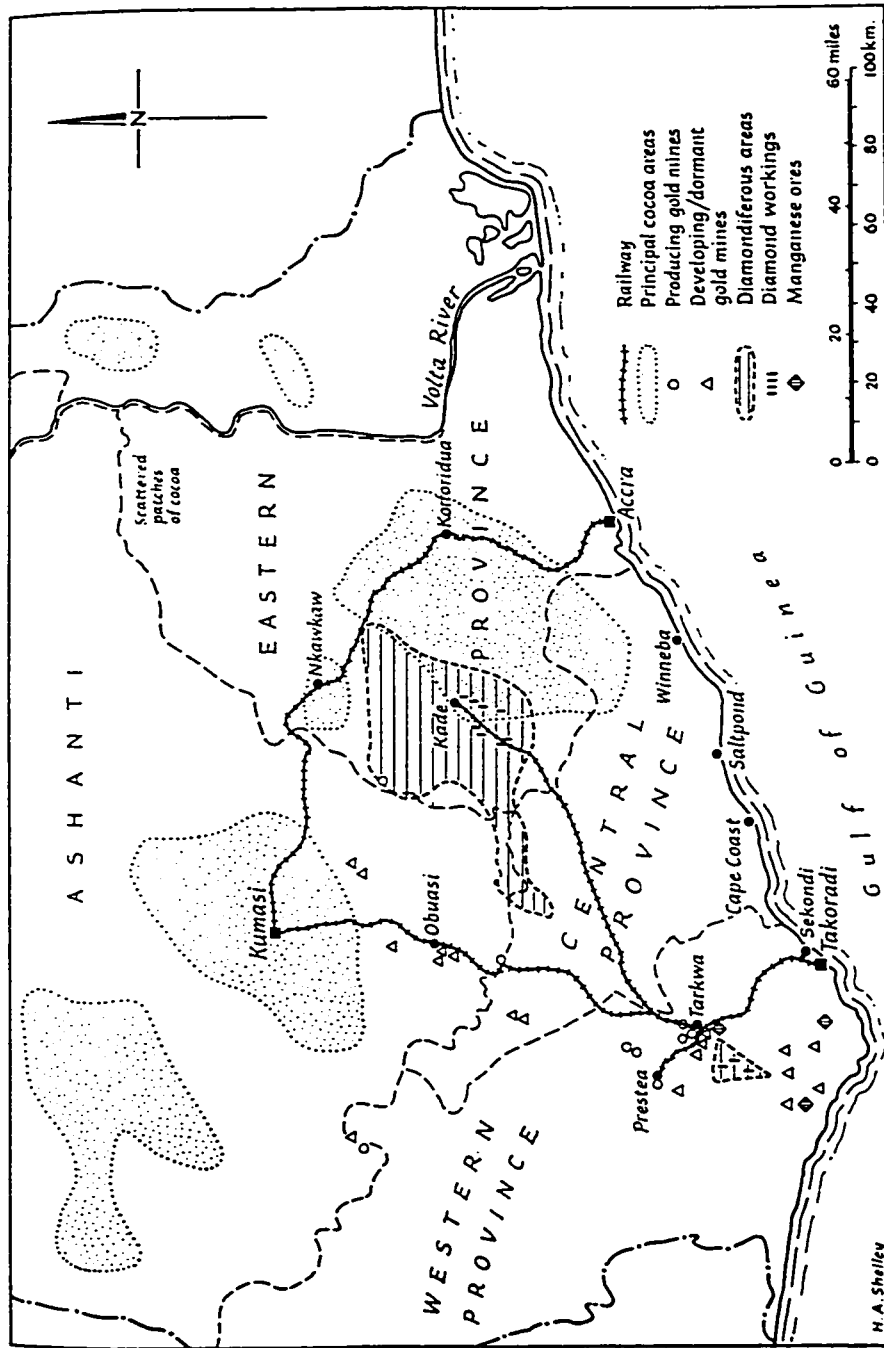 N
ASHANTI
EASTERN
PROVINCE
CENTRAL
PROVINCE
WESTERN
PROVINCE
Scattered
patches
of cocoa
Kumasi
Nkawkaw
Koforidua
Volta River
Obuasi
Kade
Prestea
Tarkwa
Accra
Winneba
Saltpond
Cape Coast
Sekondi
Takoradi
Gulf of Guinea
Railway
Principal cocoa areas
Producing gold mines
Developing/dormant
gold mines
Diamondiferous areas
Diamond workings
Manganese ores
0 20 40 60 miles
0 20 40 60 80 100km.
H.A.Shelley